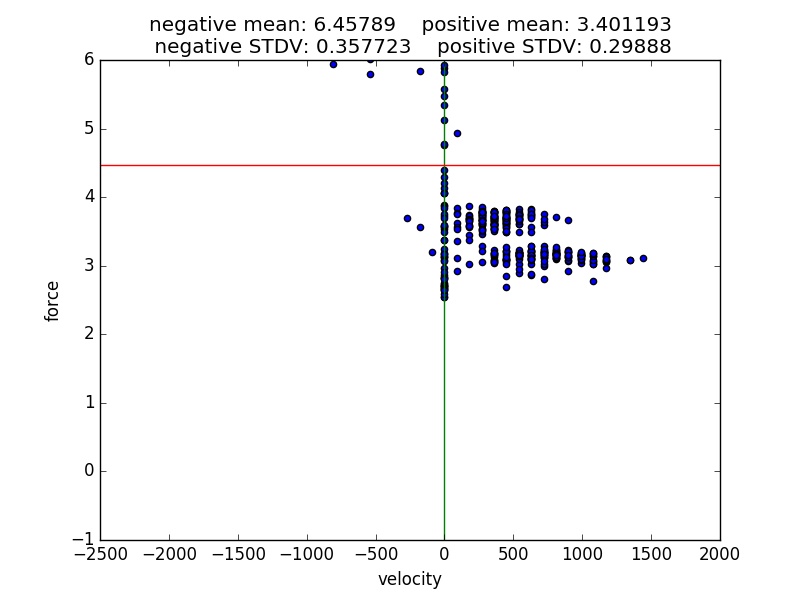 negative mean: 6.45789 positive mean: 3.401193
negative STDV: 0.357723 positive STDV: 0.29888
6
5
4
3
2
1
0
−1
force
−2500 −2000 −1500 −1000 −500 0 500 1000 1500 2000
velocity